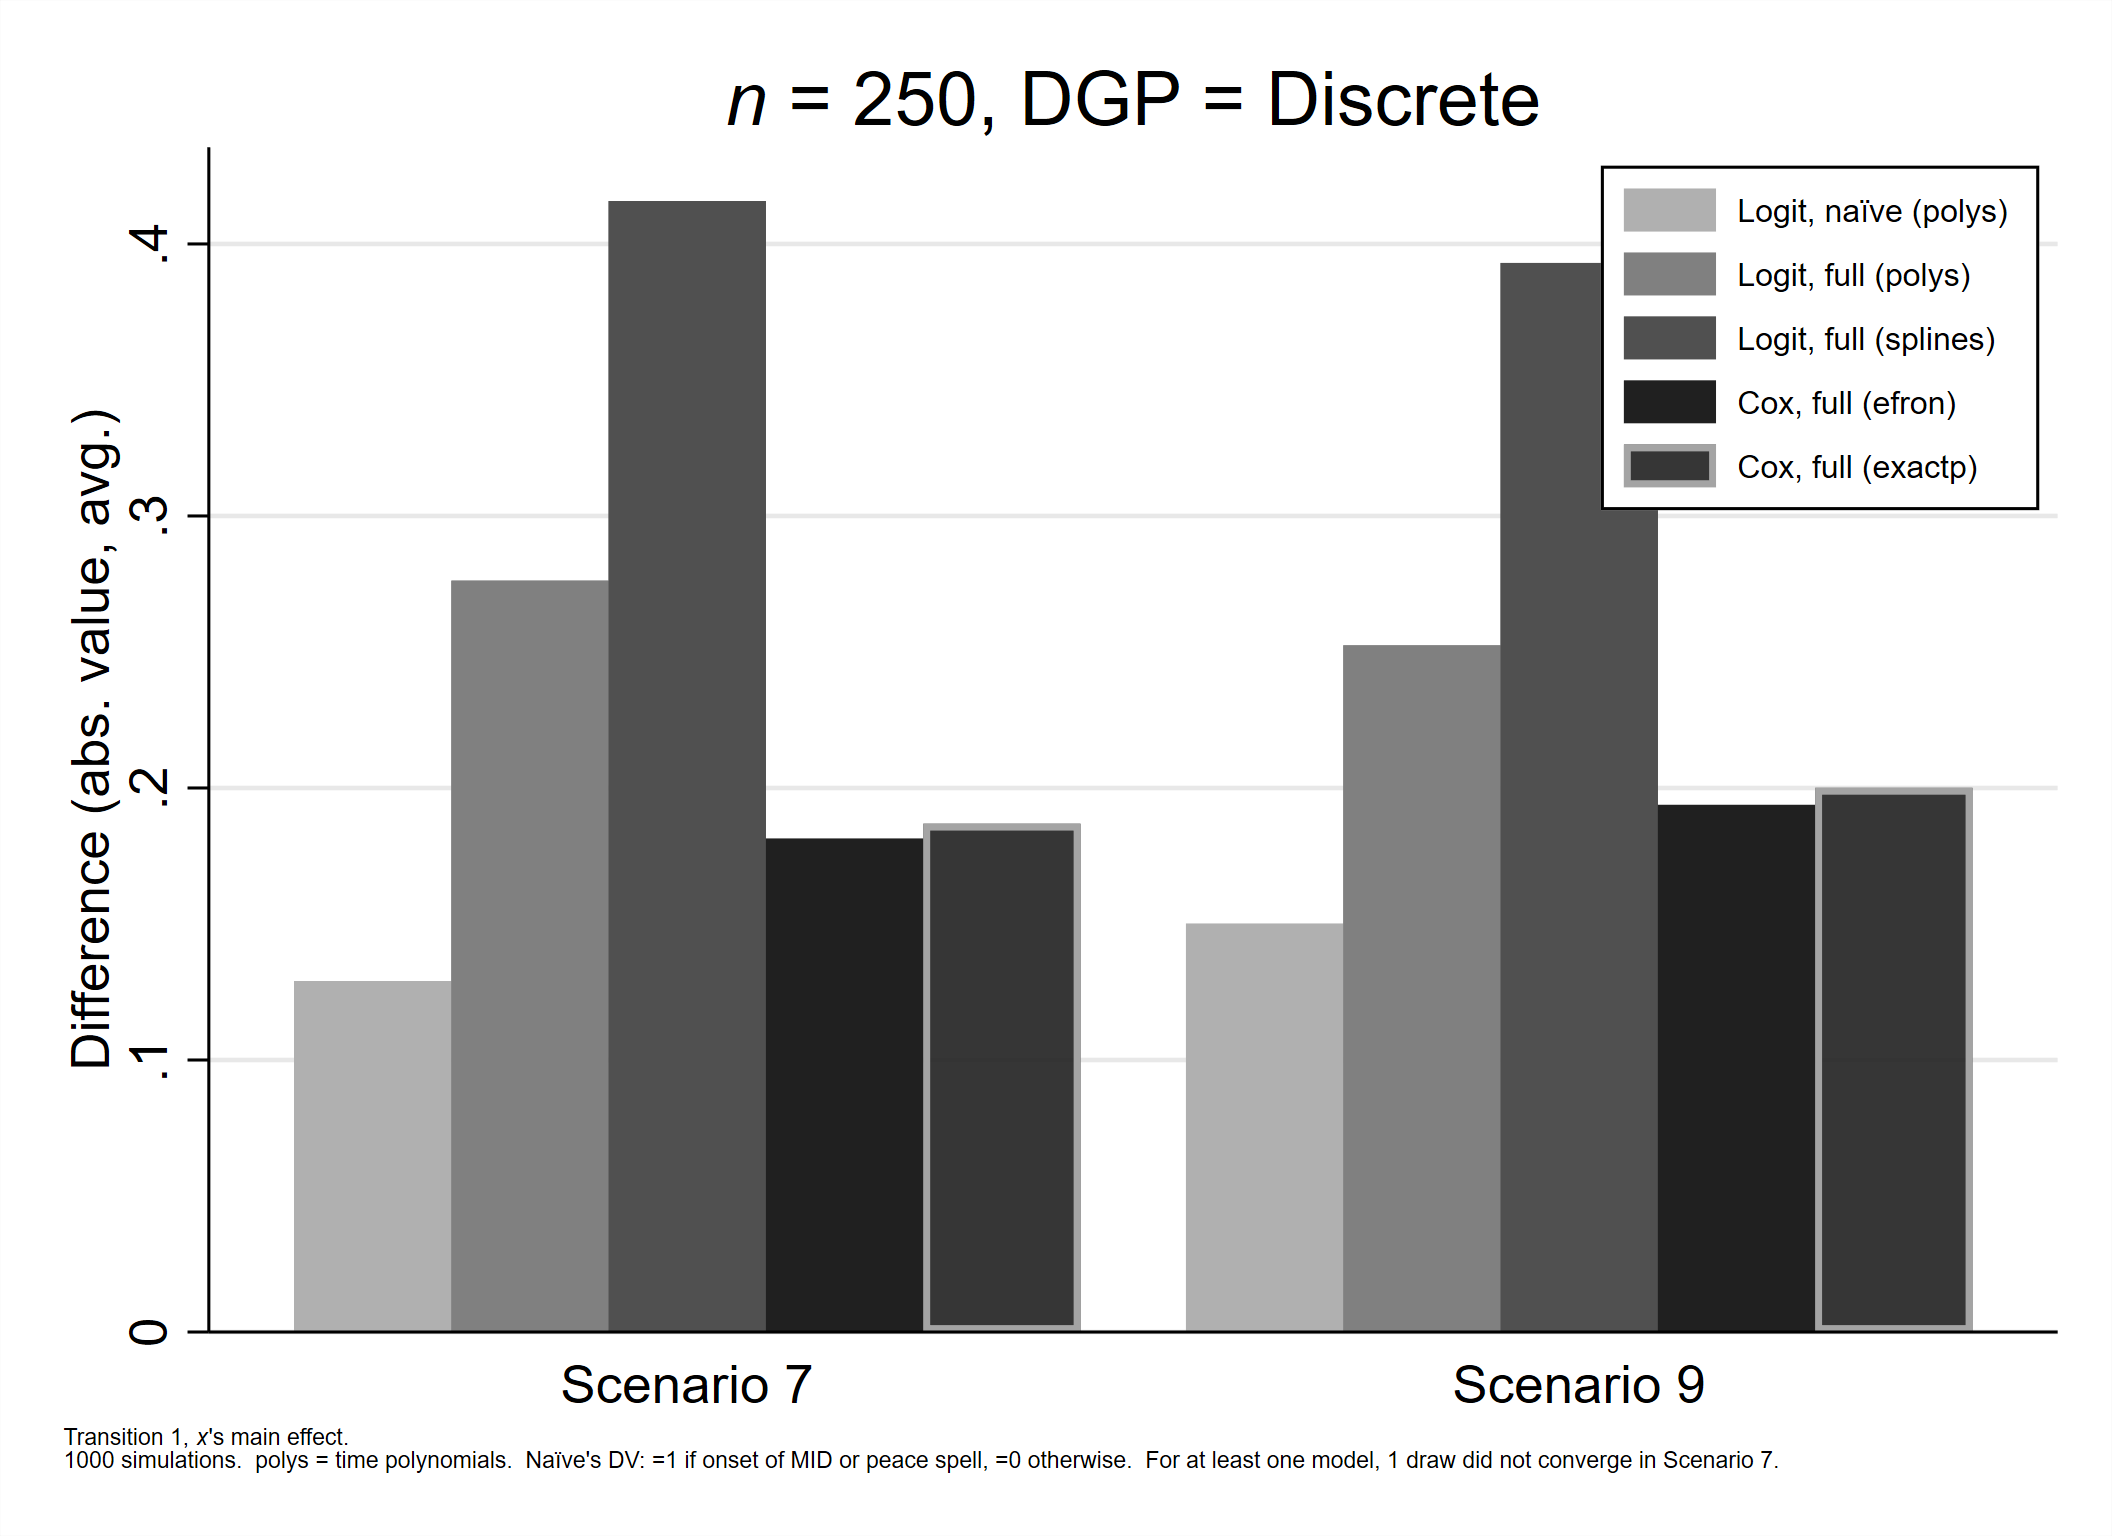 n = 250, DGP = Discrete
Difference (abs. value, avg.)
.4
.3
.2
.1
0
Logit, naïve (polys)
Logit, full (polys)
Logit, full (splines)
Cox, full (efron)
Cox, full (exactp)
Scenario 7
Scenario 9
Transition 1, x's main effect.
1000 simulations.  polys = time polynomials.  Naïve's DV: =1 if onset of MID or peace spell, =0 otherwise.  For at least one model, 1 draw did not converge in Scenario 7.